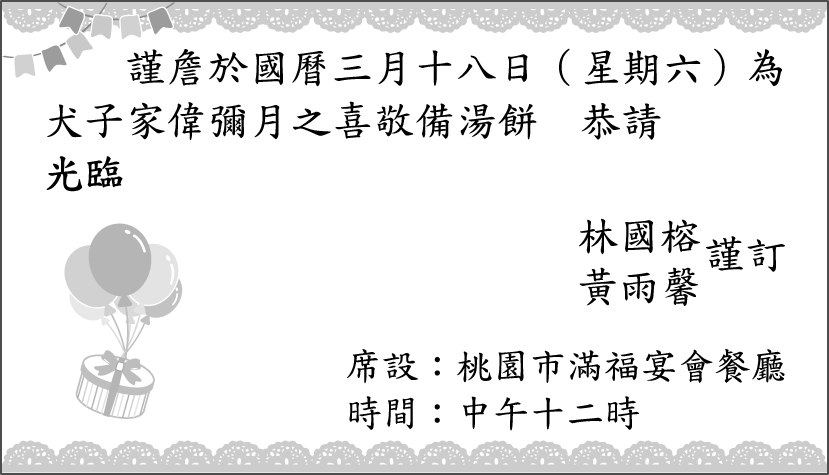 謹詹於國曆三月十八日（星期六）為
犬子家偉彌月之喜敬備湯餅　恭請
光臨
林國榕
黃雨馨
謹訂
席設：桃園市滿福宴會餐廳
時間：中午十二時